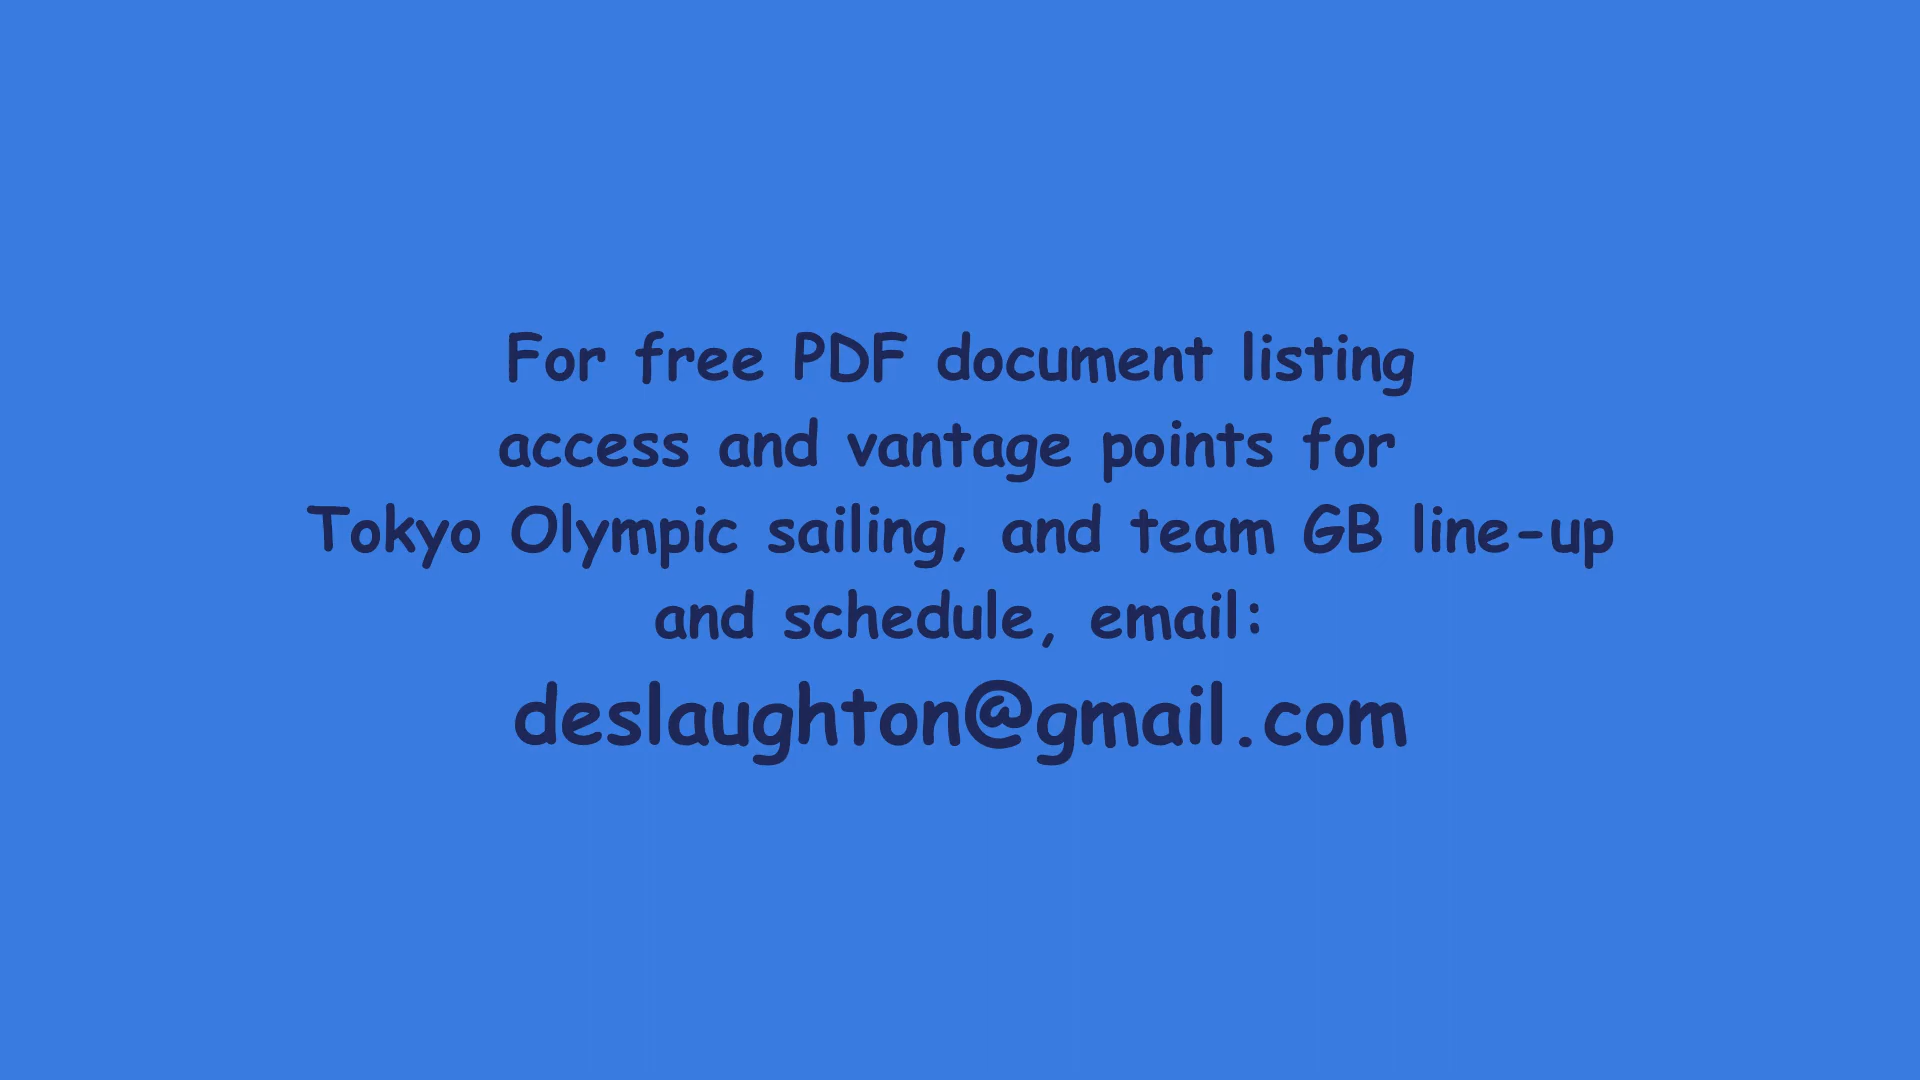 For free PDF document listing
access and vantage points for
Tokyo Olympic sailing, and team GB line-up
and schedule, email:
deslaughton@gmail.com